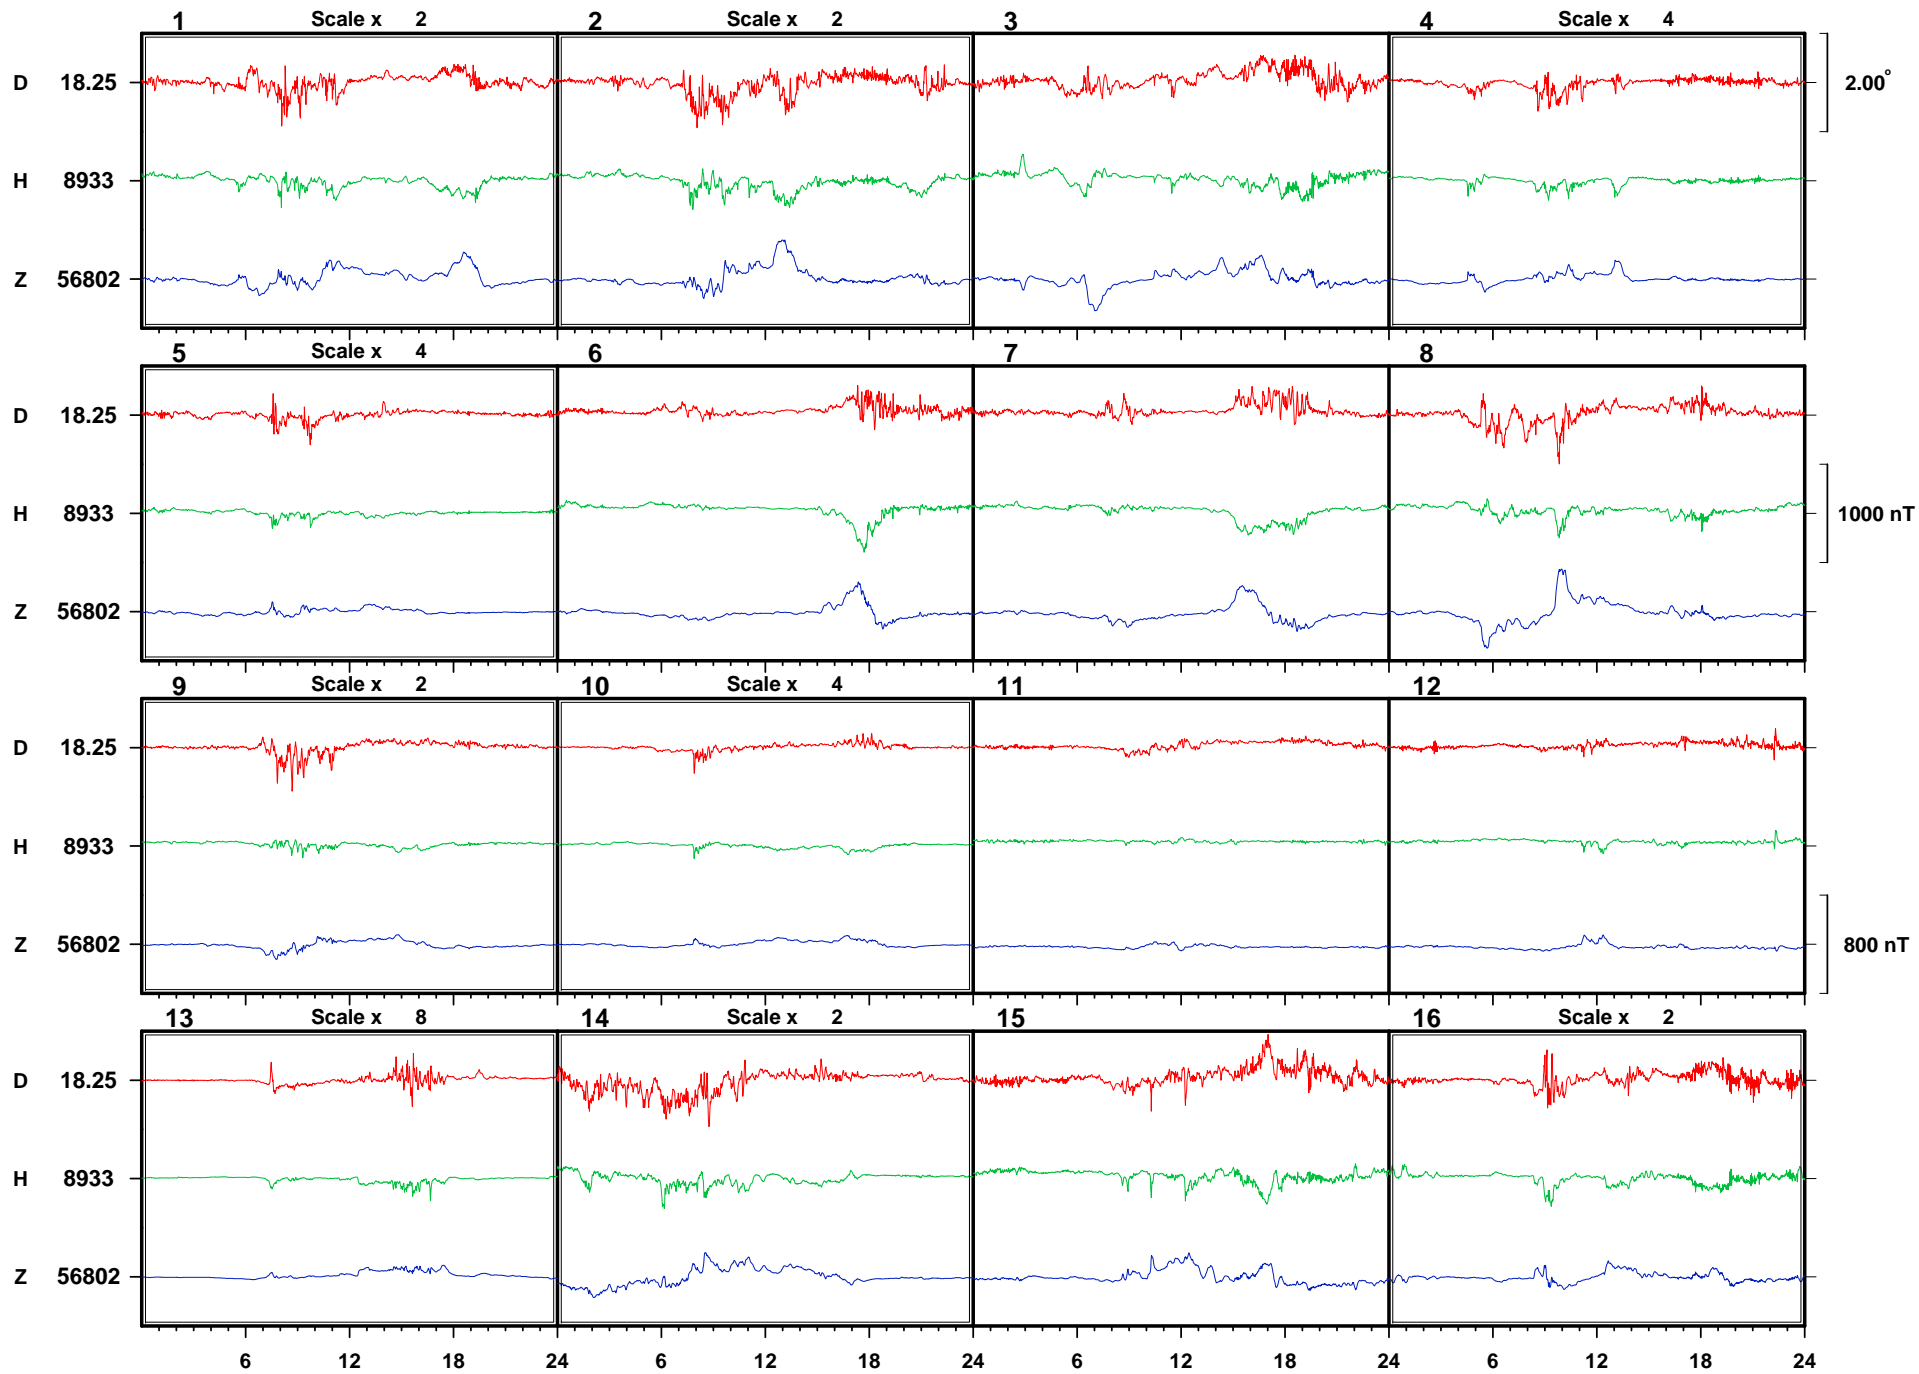 1 Scale x 2 2 Scale x 2 3 4 Scale x 4
D 18.25 2.00°
H 8933
Z 56802
5 Scale x 4 6 7 8
D 18.25
H 8933 1000 nT
Z 56802
9 Scale x 2 10 Scale x 4 11 12
D 18.25
H 8933
Z 56802 800 nT
13 Scale x 8 14 Scale x 2 15 16 Scale x 2
D 18.25
H 8933
Z 56802
6 12 18 24 6 12 18 24 6 12 18 24 6 12 18 24